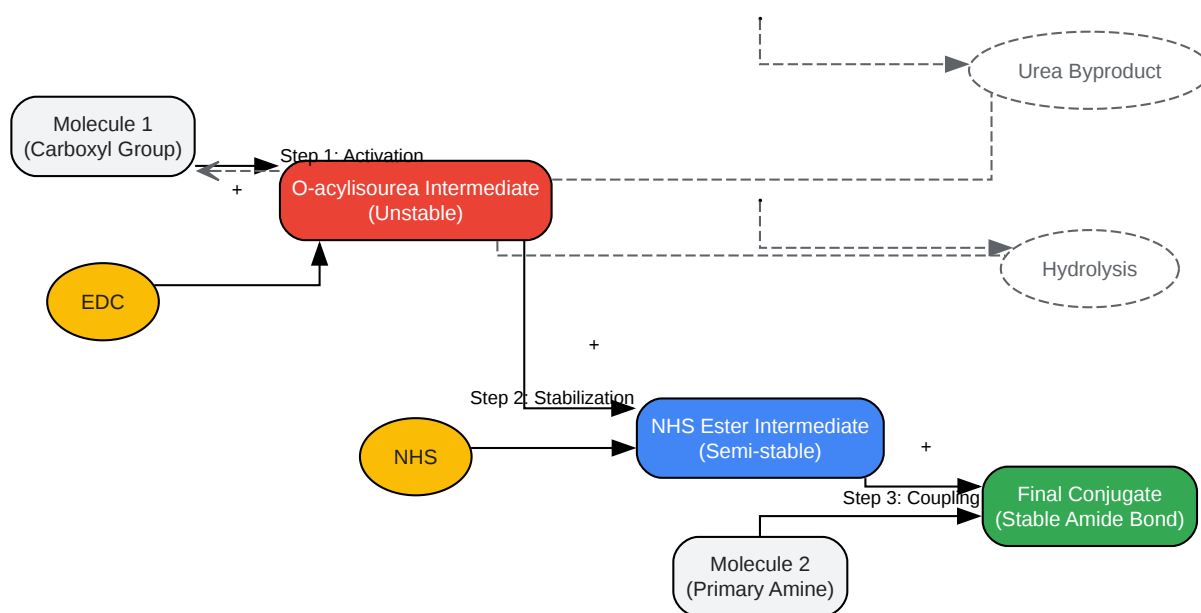 Urea Byproduct
Molecule 1
(Carboxyl Group)
Step 1: Activation
+
O-acylisourea Intermediate
(Unstable)
Hydrolysis
EDC
+
Step 2: Stabilization
NHS Ester Intermediate
(Semi-stable)
NHS
+
Step 3: Coupling
Final Conjugate
(Stable Amide Bond)
Molecule 2
(Primary Amine)